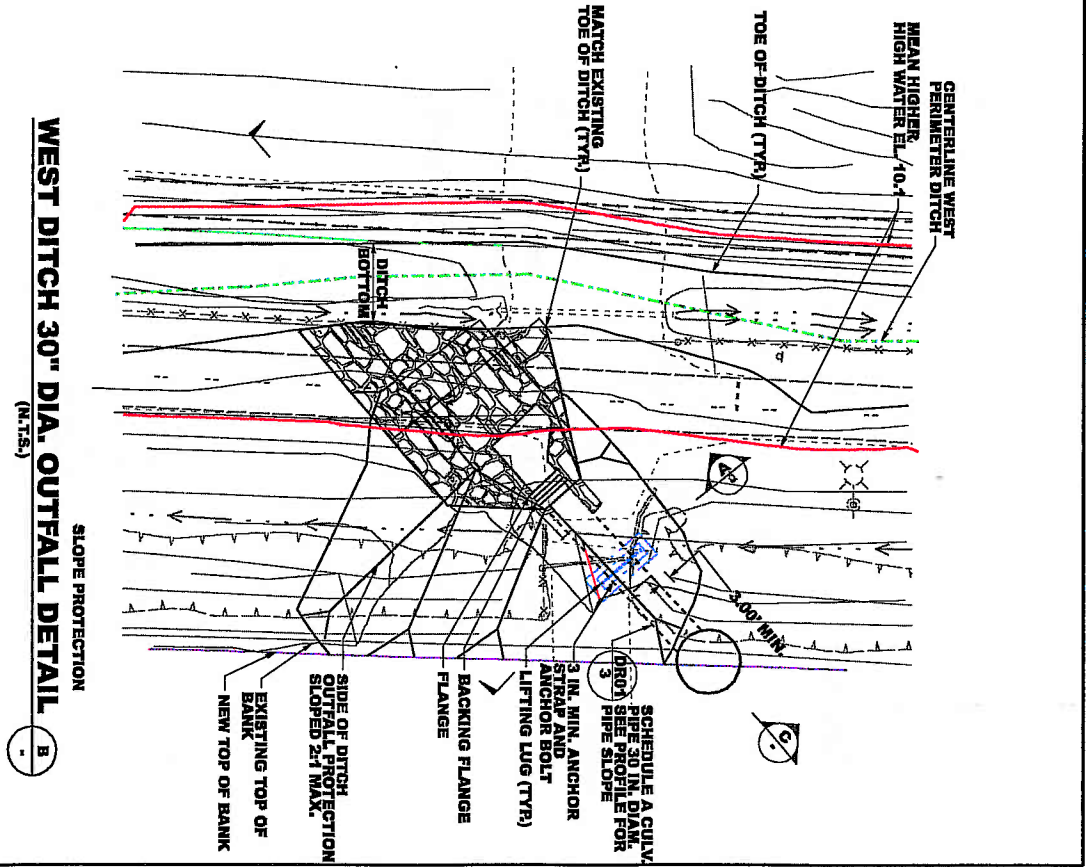 CENTERLINE WEST
PERIMETER DITCH
MEAN HIGHER
HIGH WATER EL. 10.1
TOE OF DITCH (TYP.)
MATCH EXISTING
TOE OF DITCH (TYP.)
DITCH
BOTTOM
3.00' MIN.
SCHEDULE A CULV.
PIPE 30 IN. DIAM.
SEE PROFILE FOR
PIPE SLOPE
DR01
3
3 IN. MIN. ANCHOR
STRAP AND
ANCHOR BOLT
LIFTING LUG (TYP.)
BACKING FLANGE
FLANGE
SIDE OF DITCH
OUTFALL PROTECTION
SLOPED 2:1 MAX.
EXISTING TOP OF
BANK
NEW TOP OF BANK
C
SLOPE PROTECTION
WEST DITCH 30" DIA. OUTFALL DETAIL
(N.T.S.)
B
-